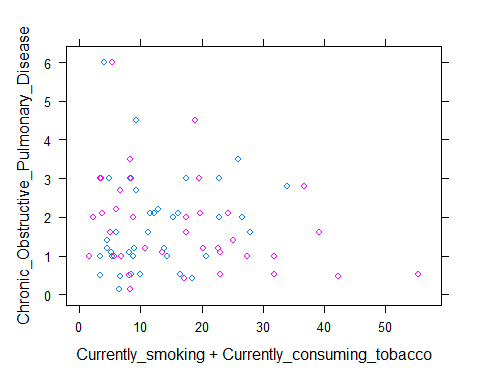 Chronic_Obstructive_Pulmonary_Disease
6
5
4
3
2
1
0
0 10 20 30 40 50
Currently_smoking + Currently_consuming_tobacco